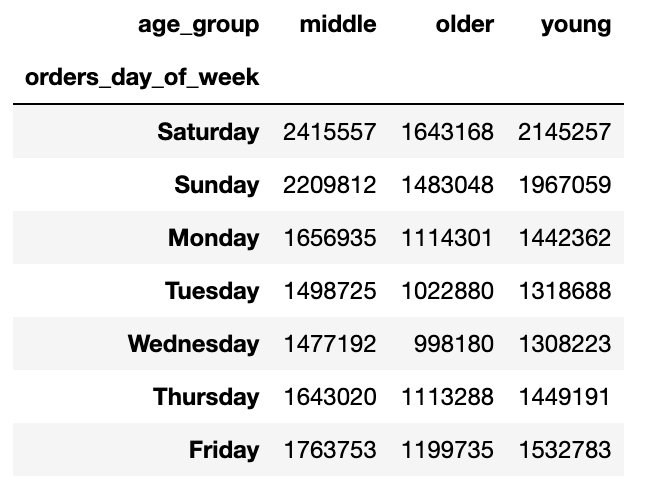 age_group middle older young
orders_day_of_week
Saturday 2415557 1643168 2145257
Sunday 2209812 1483048 1967059
Monday 1656935 1114301 1442362
Tuesday 1498725 1022880 1318688
Wednesday 1477192 998180 1308223
Thursday 1643020 1113288 1449191
Friday 1763753 1199735 1532783